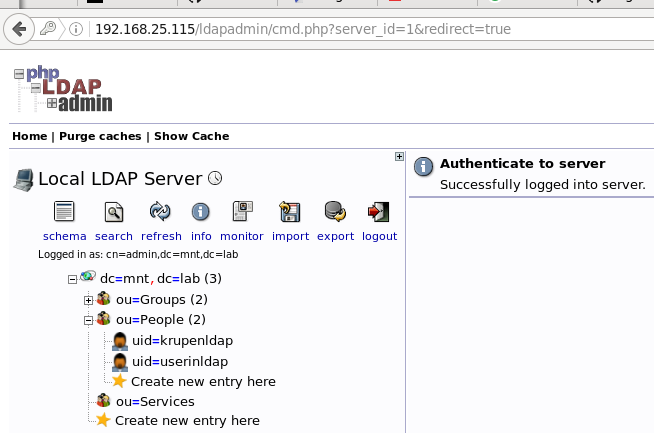 192.168.25.115/ldapadmin/cmd.php?server_id=1&redirect=true
php
LDAP
admin
Home | Purge caches | Show Cache
Local LDAP Server
schema search refresh info monitor import export logout
Logged in as: cn=admin,dc=mnt,dc=lab
dc=mnt, dc=lab (3)
ou=Groups (2)
ou=People (2)
uid=krupenldap
uid=userinldap
Create new entry here
ou=Services
Create new entry here
Authenticate to server
Successfully logged into server.